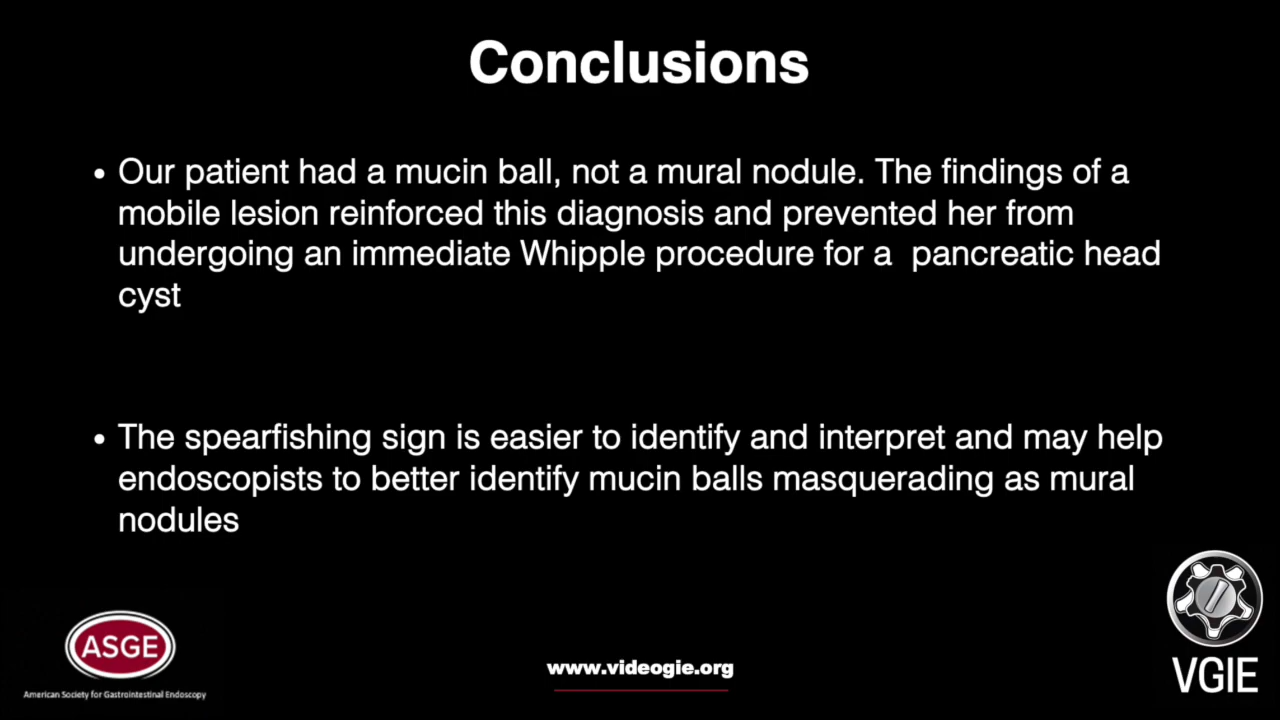 Conclusions
• Our patient had a mucin ball, not a mural nodule. The findings of a
mobile lesion reinforced this diagnosis and prevented her from
undergoing an immediate Whipple procedure for a  pancreatic head
cyst
• The spearfishing sign is easier to identify and interpret and may help
endoscopists to better identify mucin balls masquerading as mural
nodules
ASGE
American Society for Gastrointestinal Endoscopy
www.videogie.org
VGIE